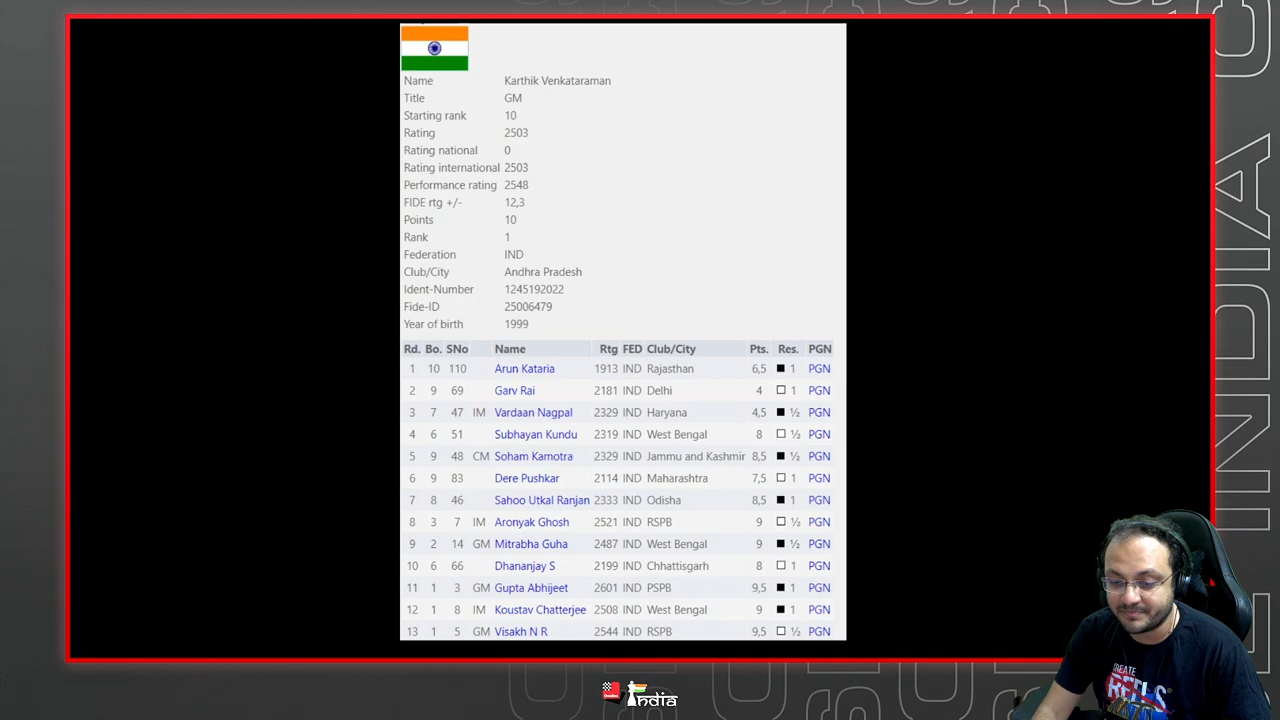 Name Karthik Venkataraman
Title GM
Starting rank 10
Rating 2503
Rating national 0
Rating international 2503
Performance rating 2548
FIDE rtg +/- 12,3
Points 10
Rank 1
Federation IND
Club/City Andhra Pradesh
Ident-Number 1245192022
Fide-ID 25006479
Year of birth 1999
Rd. Bo. SNo Name Rtg FED Club/City Pts. Res. PGN
1 10 110 Arun Kataria 1913 IND Rajasthan 6,5 1 PGN
2 9 69 Garv Rai 2181 IND Delhi 4 1 PGN
3 7 47 IM Vardaan Nagpal 2329 IND Haryana 4,5 ½ PGN
4 6 51 Subhayan Kundu 2319 IND West Bengal 8 ½ PGN
5 9 48 CM Soham Kamotra 2329 IND Jammu and Kashmir 8,5 ½ PGN
6 9 83 Dere Pushkar 2114 IND Maharashtra 7,5 1 PGN
7 8 46 Sahoo Utkal Ranjan 2333 IND Odisha 8,5 1 PGN
8 3 7 IM Aronyak Ghosh 2521 IND RSPB 9 ½ PGN
9 2 14 GM Mitrabha Guha 2487 IND West Bengal 9 ½ PGN
10 6 66 Dhananjay S 2199 IND Chhattisgarh 8 1 PGN
11 1 3 GM Gupta Abhijeet 2601 IND PSPB 9,5 1 PGN
12 1 8 IM Koustav Chatterjee 2508 IND West Bengal 9 1 PGN
13 1 5 GM Visakh N R 2544 IND RSPB 9,5 ½ PGN
CREATE
REELS
India
INDIA